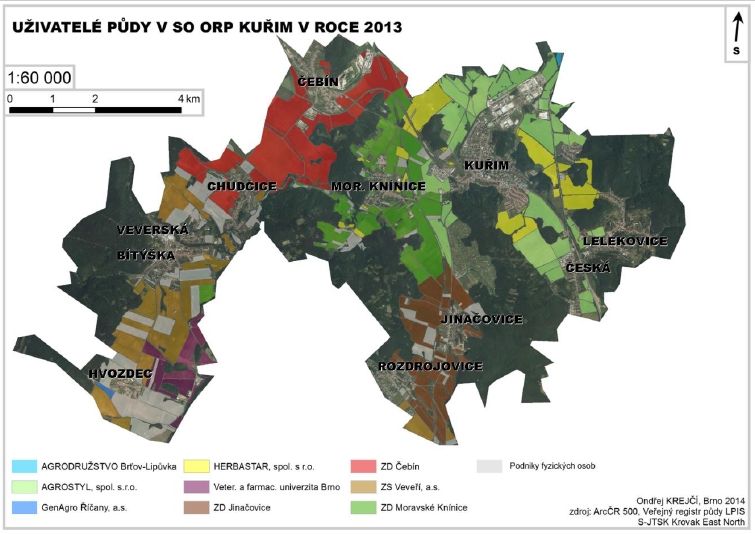 UŽIVATELÉ PŮDY V SO ORP KUŘIM V ROCE 2013
S
1:60 000
0 1 2 4 km
ČEBÍN
KUŘIM
CHUDČICE
MOR. KNÍNICE
VEVERSKÁ
BÍTÝŠKA
LELEKOVICE
ČESKÁ
JINAČOVICE
ROZDROJOVICE
HVOZDEC
AGRODRUŽSTVO Brťov-Lipůvka
HERBASTAR, spol. s r.o.
ZD Čebín
Podniky fyzických osob
AGROSTYL, spol. s.r.o.
Veter. a farmac. univerzita Brno
ZS Veveří, a.s.
GenAgro Říčany, a.s.
ZD Jinačovice
ZD Moravské Knínice
Ondřej KREJČÍ, Brno 2014
zdroj: ArcČR 500, Veřejný registr půdy LPIS
S-JTSK Krovak East North